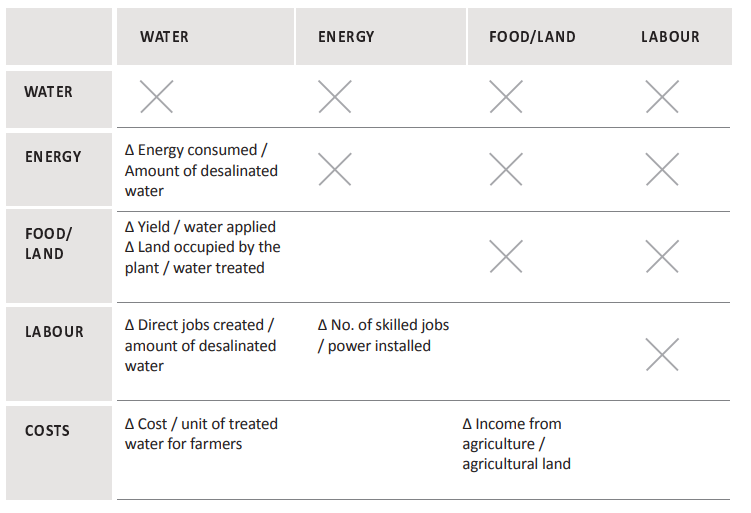 WATER ENERGY FOOD/LAND LABOUR
WATER
ENERGY
Δ Energy consumed /
Amount of desalinated
water
FOOD/
LAND
Δ Yield / water applied
Δ Land occupied by the
plant / water treated
LABOUR
Δ Direct jobs created /
amount of desalinated
water
Δ No. of skilled jobs
/ power installed
COSTS
Δ Cost / unit of treated
water for farmers
Δ Income from
agriculture /
agricultural land